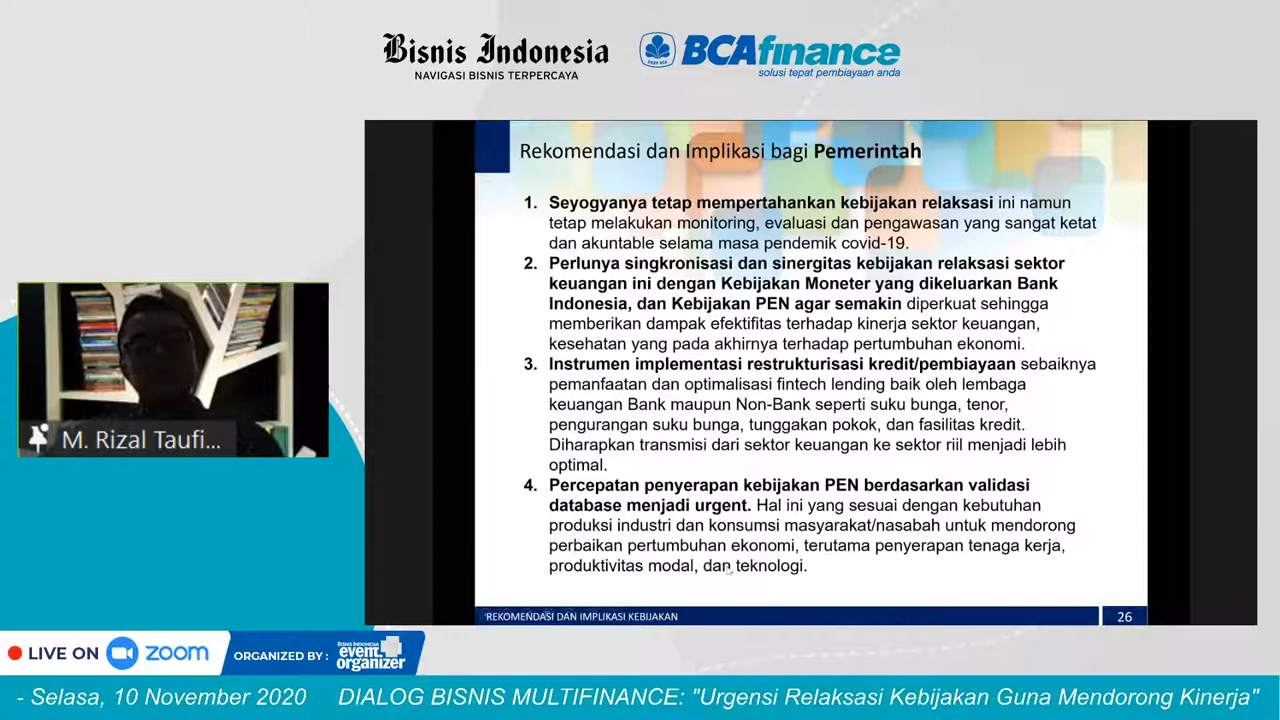 Bisnis Indonesia
NAVIGASI BISNIS TERPERCAYA
BCAfinance
solusi tepat pembiayaan anda
Rekomendasi dan Implikasi bagi Pemerintah
1. Seyogyanya tetap mempertahankan kebijakan relaksasi ini namun
tetap melakukan monitoring, evaluasi dan pengawasan yang sangat ketat
dan akuntable selama masa pendemik covid-19.
2. Perlunya singkronisasi dan sinergitas kebijakan relaksasi sektor
keuangan ini dengan Kebijakan Moneter yang dikeluarkan Bank
Indonesia, dan Kebijakan PEN agar semakin diperkuat sehingga
memberikan dampak efektifitas terhadap kinerja sektor keuangan,
kesehatan yang pada akhirnya terhadap pertumbuhan ekonomi.
3. Instrumen implementasi restrukturisasi kredit/pembiayaan sebaiknya
pemanfaatan dan optimalisasi fintech lending baik oleh lembaga
keuangan Bank maupun Non-Bank seperti suku bunga, tenor,
pengurangan suku bunga, tunggakan pokok, dan fasilitas kredit.
Diharapkan transmisi dari sektor keuangan ke sektor riil menjadi lebih
optimal.
4. Percepatan penyerapan kebijakan PEN berdasarkan validasi
database menjadi urgent. Hal ini yang sesuai dengan kebutuhan
produksi industri dan konsumsi masyarakat/nasabah untuk mendorong
perbaikan pertumbuhan ekonomi, terutama penyerapan tenaga kerja,
produktivitas modal, dan teknologi.
REKOMENDASI DAN IMPLIKASI KEBIJAKAN
26
M. Rizal Taufi...
LIVE ON zoom
ORGANIZED BY :
BISNIS INDONESIA
event
organizer
- Selasa, 10 November 2020 DIALOG BISNIS MULTIFINANCE: "Urgensi Relaksasi Kebijakan Guna Mendorong Kinerja"